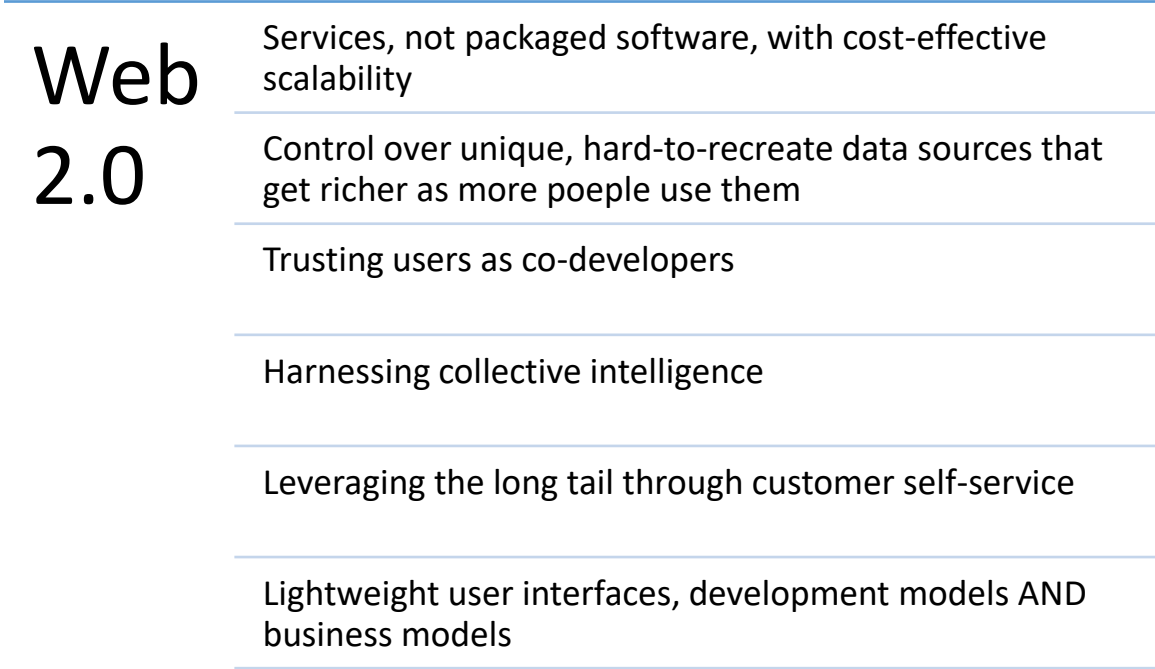 Web
2.0
Services, not packaged software, with cost-effective
scalability
Control over unique, hard-to-recreate data sources that
get richer as more poeple use them
Trusting users as co-developers
Harnessing collective intelligence
Leveraging the long tail through customer self-service
Lightweight user interfaces, development models AND
business models